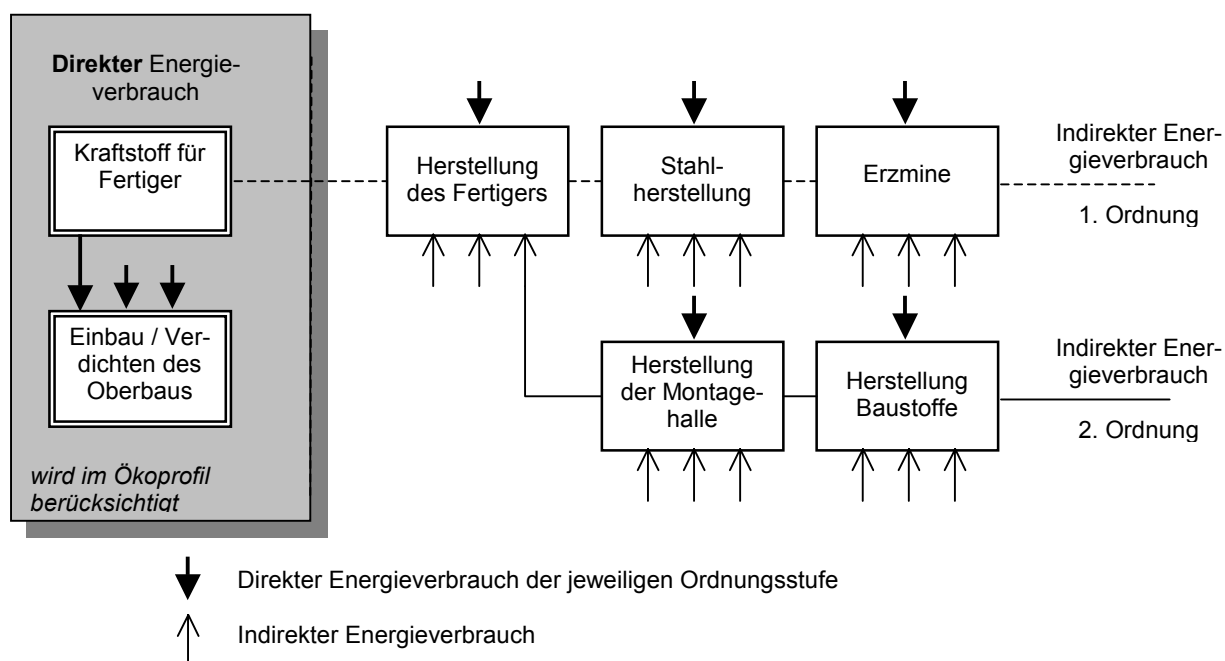 Direkter Energie-
verbrauch
Kraftstoff für
Fertiger
Einbau / Ver-
dichten des
Oberbaus
wird im Ökoprofil
berücksichtigt
Herstellung
des Fertigers
Stahl-
herstellung
Erzmine
Indirekter Ener-
gieverbrauch
1. Ordnung
Herstellung
der Montage-
halle
Herstellung
Baustoffe
Indirekter Ener-
gieverbrauch
2. Ordnung
Direkter Energieverbrauch der jeweiligen Ordnungsstufe
Indirekter Energieverbrauch